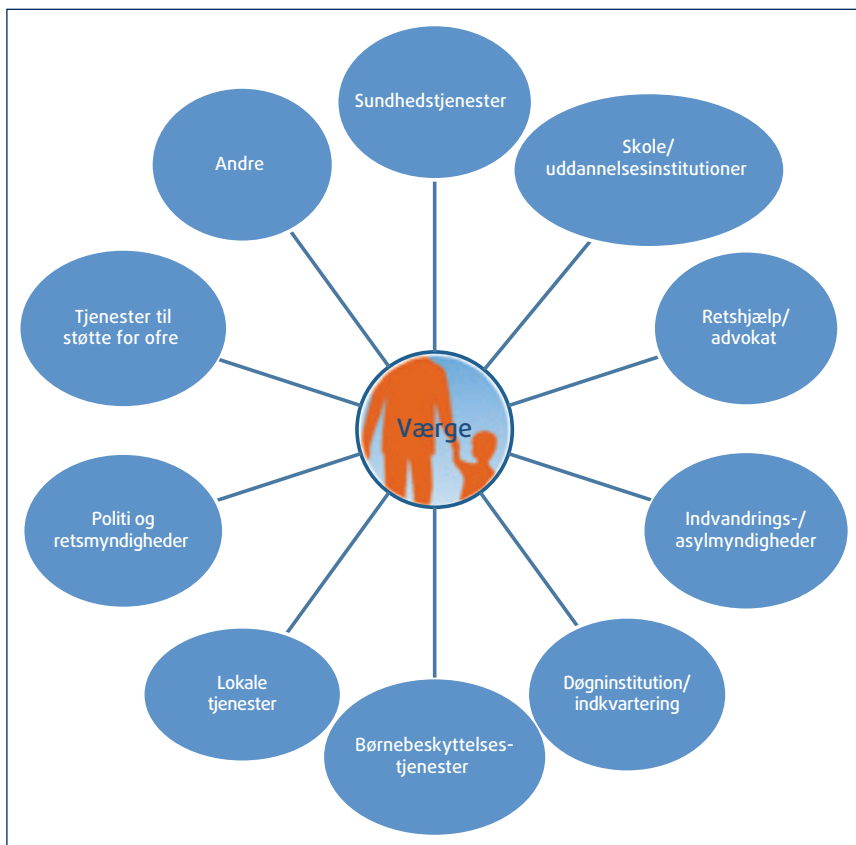 Sundhedstjenester
Skole/
uddannelsesinstitutioner
Andre
Retshjælp/
advokat
Tjenester til
støtte for ofre
Værge
Indvandrings-/
asylmyndigheder
Politi og
retsmyndigheder
Døgninstitution/
indkvartering
Lokale
tjenester
Børnebeskyttelses-
tjenester